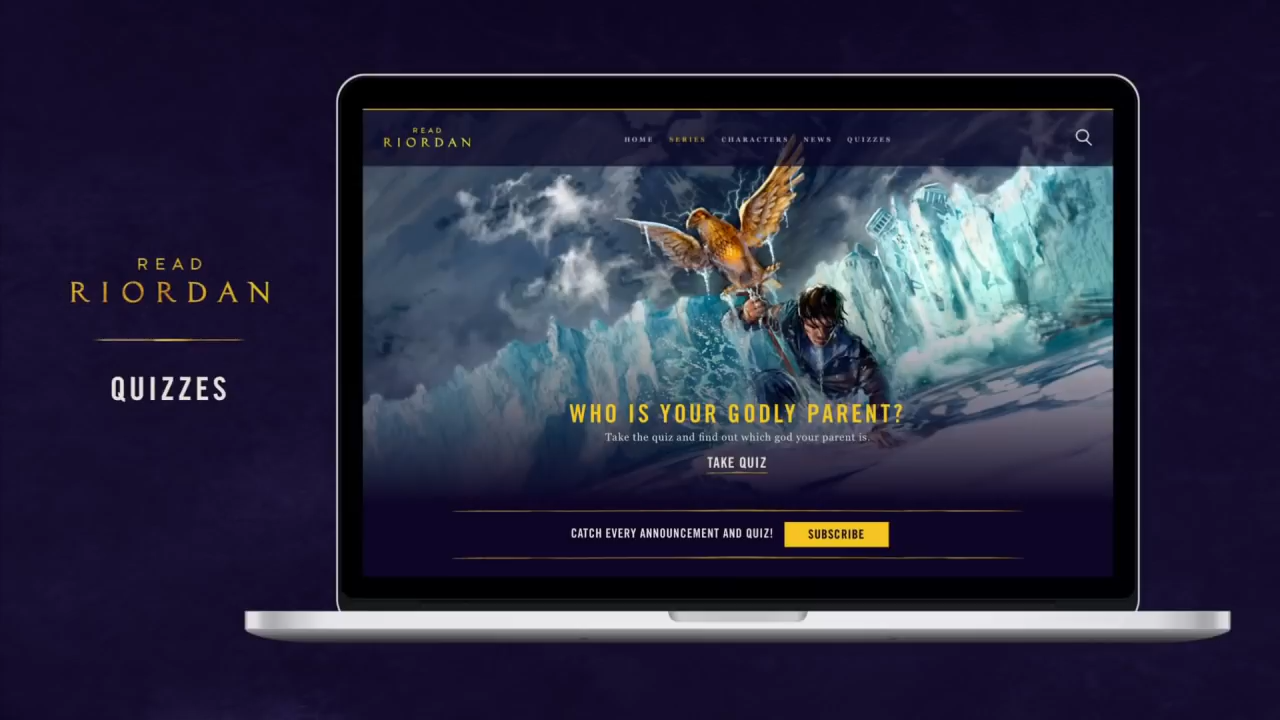 READ
RIORDAN
QUIZZES
READ
RIORDAN
HOME SERIES CHARACTERS NEWS QUIZZES
WHO IS YOUR GODLY PARENT?
Take the quiz and find out which god your parent is.
TAKE QUIZ
CATCH EVERY ANNOUNCEMENT AND QUIZ! SUBSCRIBE